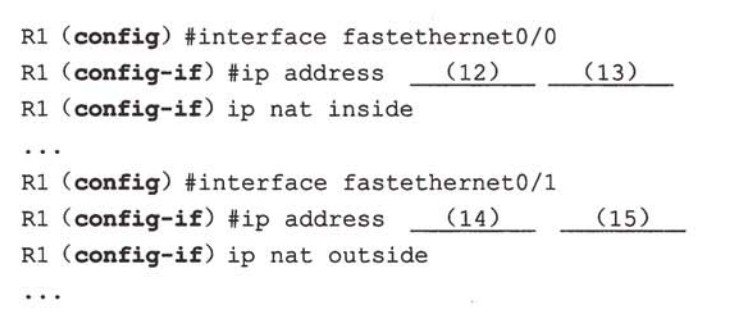 R1 (config) #interface fastethernet0/0
R1 (config-if) #ip address (12) (13)
R1 (config-if) ip nat inside
...
R1 (config) #interface fastethernet0/1
R1 (config-if) #ip address (14) (15)
R1 (config-if) ip nat outside
...